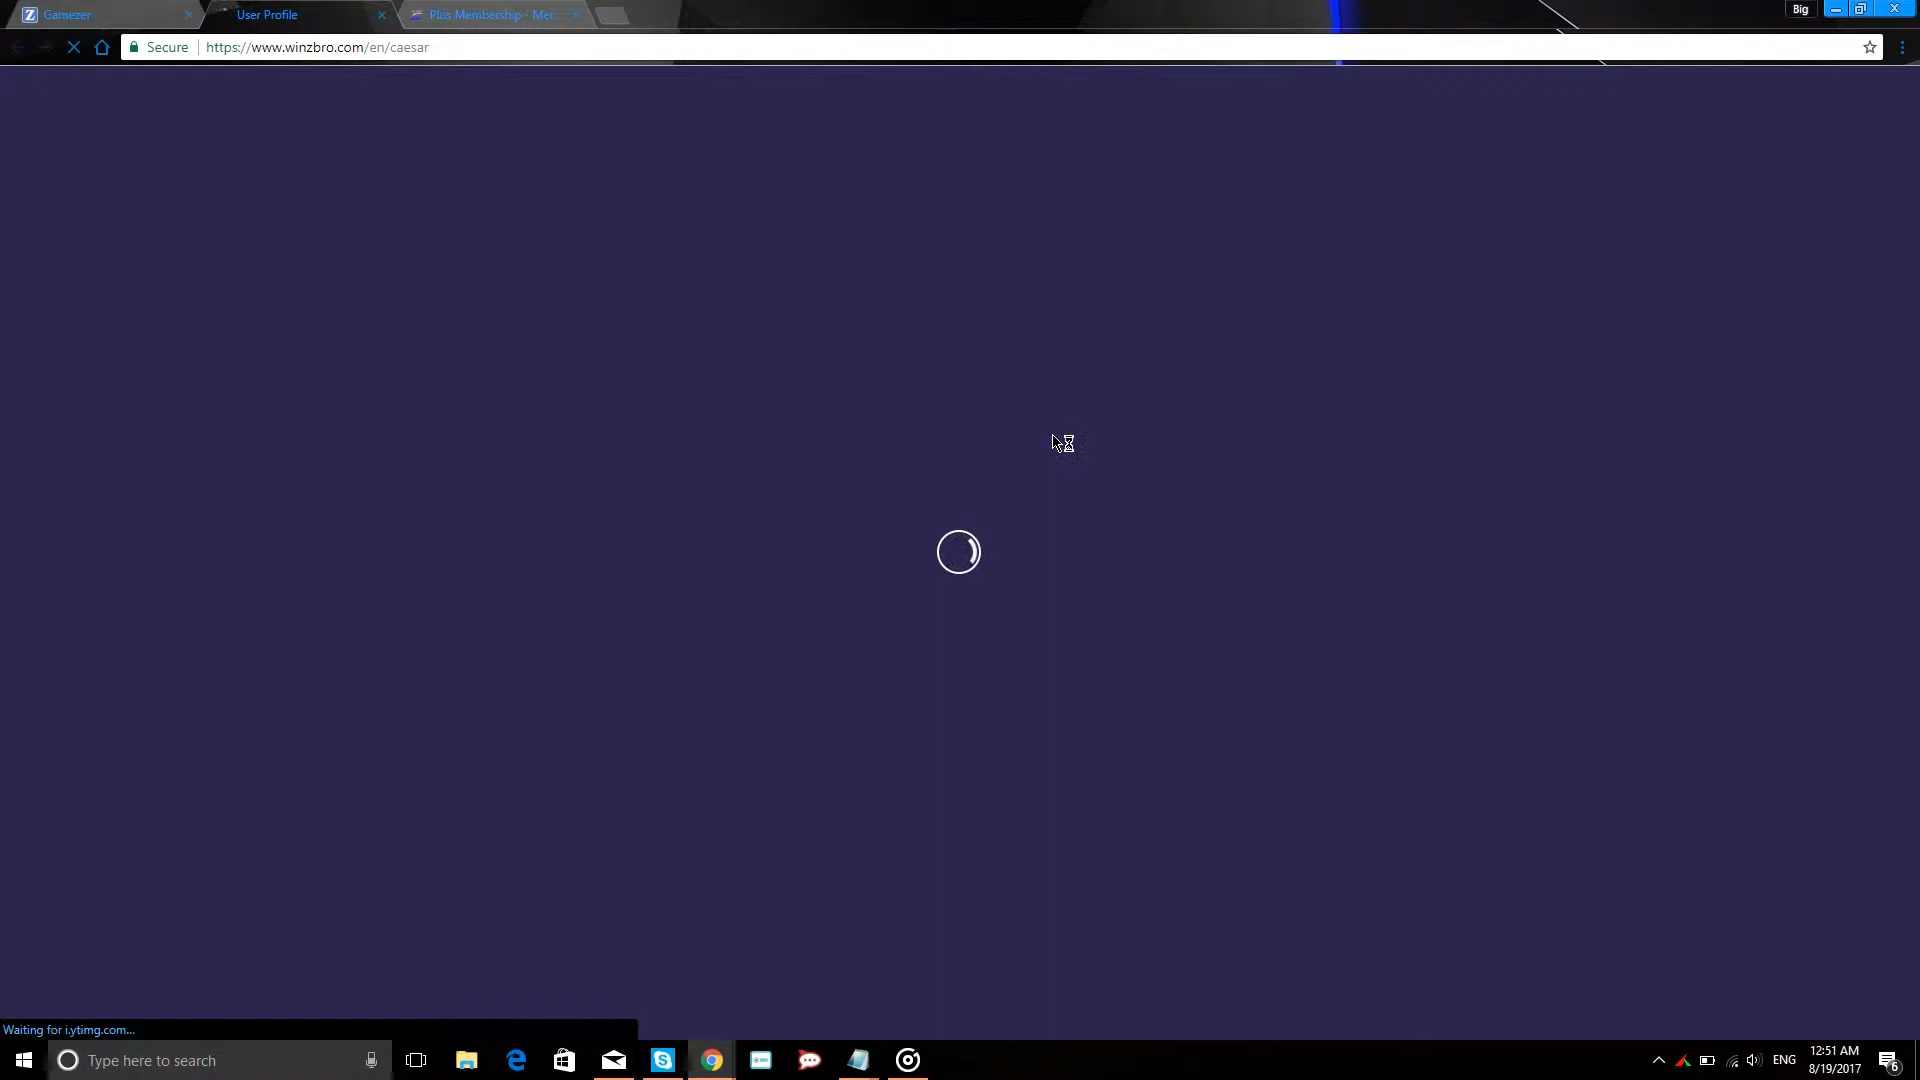 Gamezer
User Profile
Plus Membership - Mer
Big
Secure
https://www.winzbro.com/en/caesar
Waiting for i.ytimg.com...
Type here to search
ENG
12:51 AM
8/19/2017
6